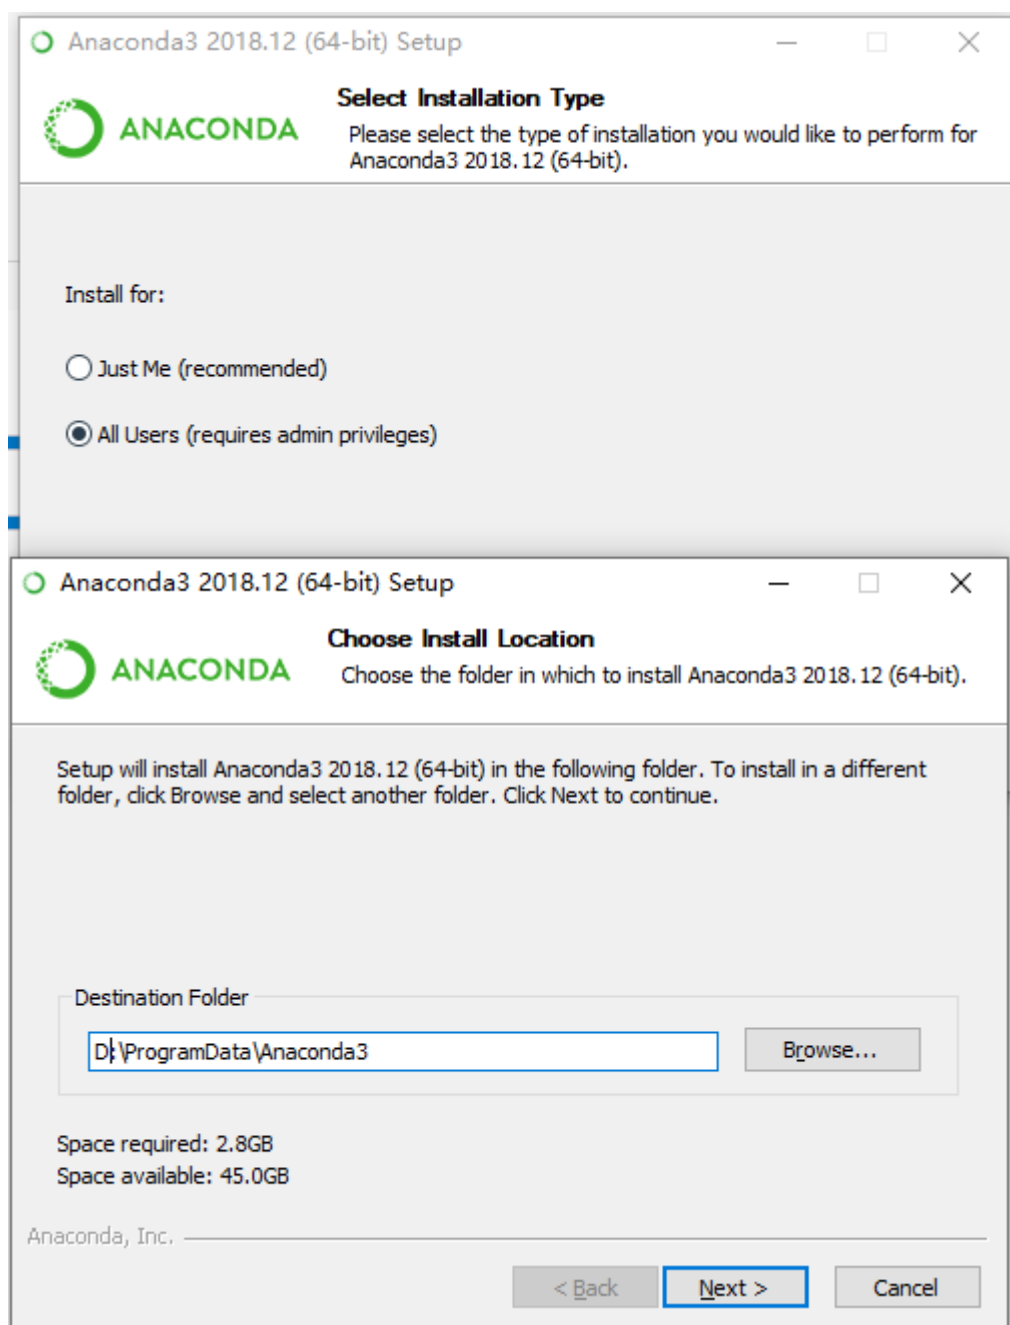 Anaconda3 2018.12 (64-bit) Setup
ANACONDA
Select Installation Type
Please select the type of installation you would like to perform for
Anaconda3 2018.12 (64-bit).
Install for:
Just Me (recommended)
All Users (requires admin privileges)
Anaconda3 2018.12 (64-bit) Setup
ANACONDA
Choose Install Location
Choose the folder in which to install Anaconda3 2018.12 (64-bit).
Setup will install Anaconda3 2018.12 (64-bit) in the following folder. To install in a different
folder, click Browse and select another folder. Click Next to continue.
Destination Folder
D:\ProgramData\Anaconda3
Browse...
Space required: 2.8GB
Space available: 45.0GB
Anaconda, Inc.
< Back
Next >
Cancel